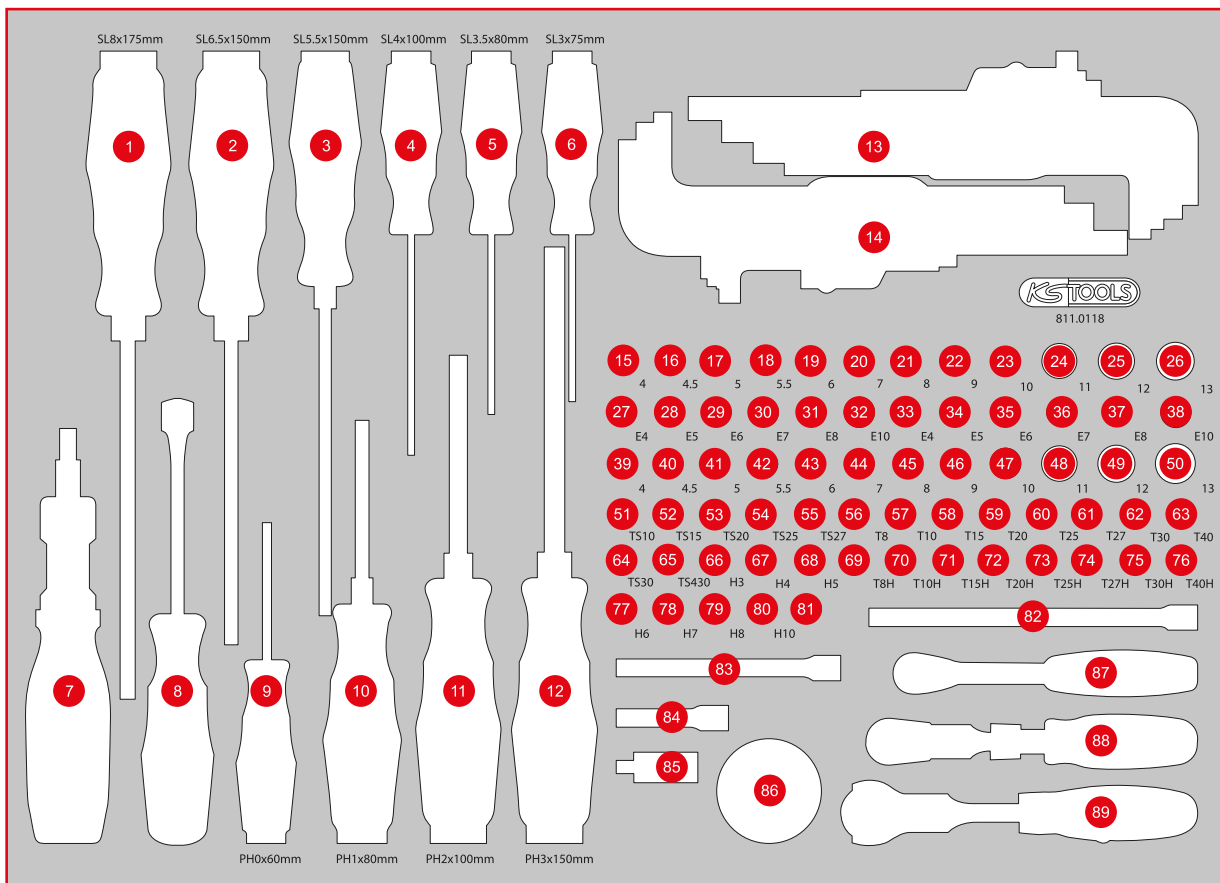 SL8x175mm SL6.5x150mm SL5.5x150mm SL4x100mm SL3.5x80mm SL3x75mm
1 2 3 4 5 6 13
14
KS TOOLS
811.0118
15 16 17 18 19 20 21 22 23 24 25 26
4 4.5 5 5.5 6 7 8 9 10 11 12 13
27 28 29 30 31 32 33 34 35 36 37 38
E4 E5 E6 E7 E8 E10 E4 E5 E6 E7 E8 E10
39 40 41 42 43 44 45 46 47 48 49 50
4 4.5 5 5.5 6 7 8 9 10 11 12 13
51 52 53 54 55 56 57 58 59 60 61 62 63
TS10 TS15 TS20 TS25 TS27 T8 T10 T15 T20 T25 T27 T30 T40
64 65 66 67 68 69 70 71 72 73 74 75 76
TS30 TS430 H3 H4 H5 T8H T10H T15H T20H T25H T27H T30H T40H
77 78 79 80 81 82
H6 H7 H8 H10
83
7 8 9 10 11 12 87
84
88
85
86
89
PH0x60mm PH1x80mm PH2x100mm PH3x150mm